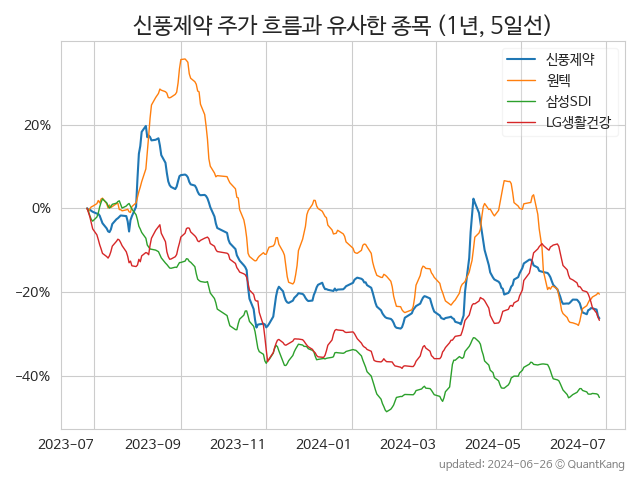 신풍제약 주가 흐름과 유사한 종목 (1년, 5일선)
신풍제약
원텍
삼성SDI
LG생활건강
20%
0%
−20%
−40%
2023-07 2023-09 2023-11 2024-01 2024-03 2024-05 2024-07
updated: 2024-06-26 © QuantKang